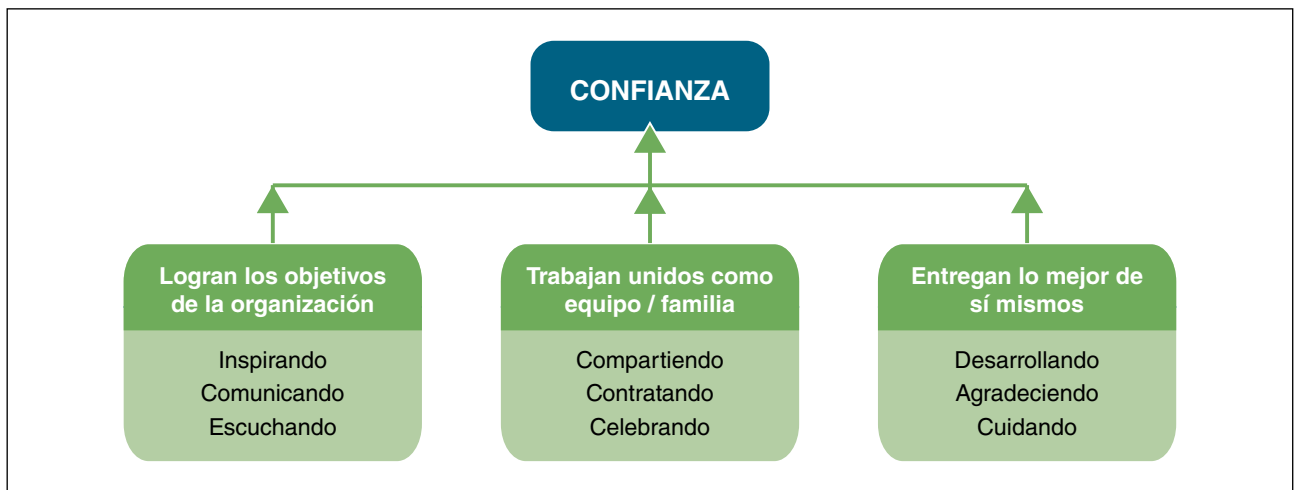 CONFIANZA
Logran los objetivos
de la organización
Inspirando
Comunicando
Escuchando
Trabajan unidos como
equipo / familia
Compartiendo
Contratando
Celebrando
Entregan lo mejor de
sí mismos
Desarrollando
Agradeciendo
Cuidando